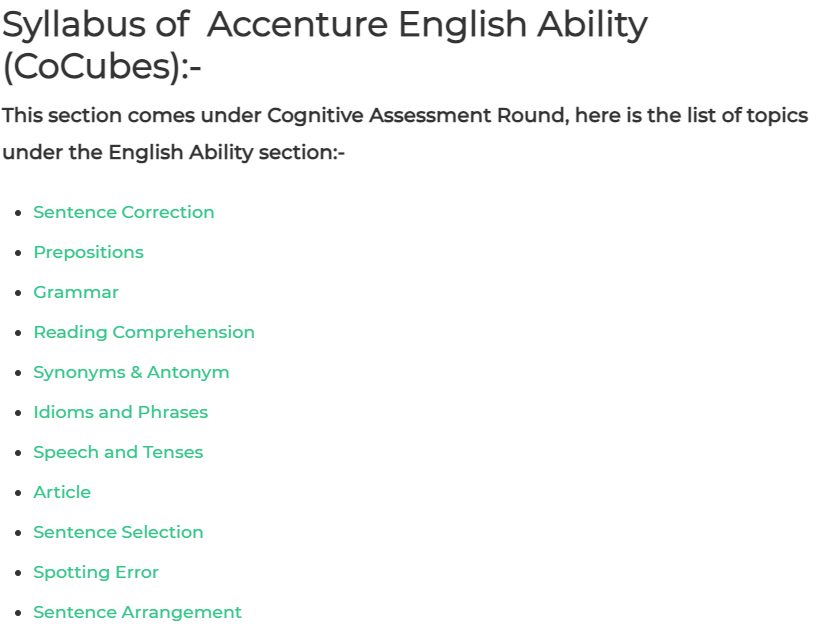 Syllabus of  Accenture English Ability
(CoCubes):-
This section comes under Cognitive Assessment Round, here is the list of topics
under the English Ability section:-
• Sentence Correction
• Prepositions
• Grammar
• Reading Comprehension
• Synonyms & Antonym
• Idioms and Phrases
• Speech and Tenses
• Article
• Sentence Selection
• Spotting Error
• Sentence Arrangement